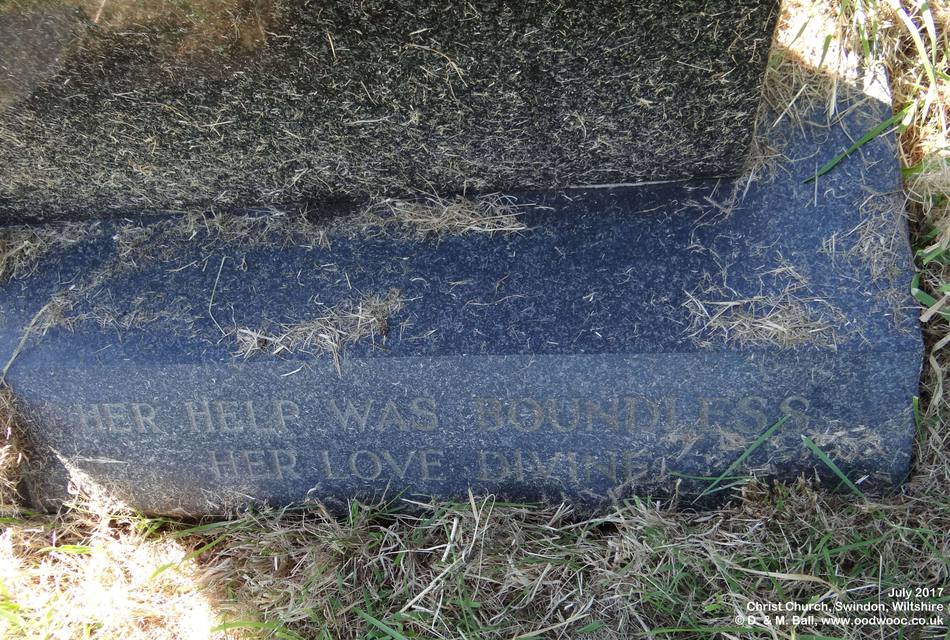 HER HELP WAS BOUNDLESS
HER LOVE DIVINE
July 2017
Christ Church, Swindon, Wiltshire
© D. & M. Ball, www.oodwooc.co.uk